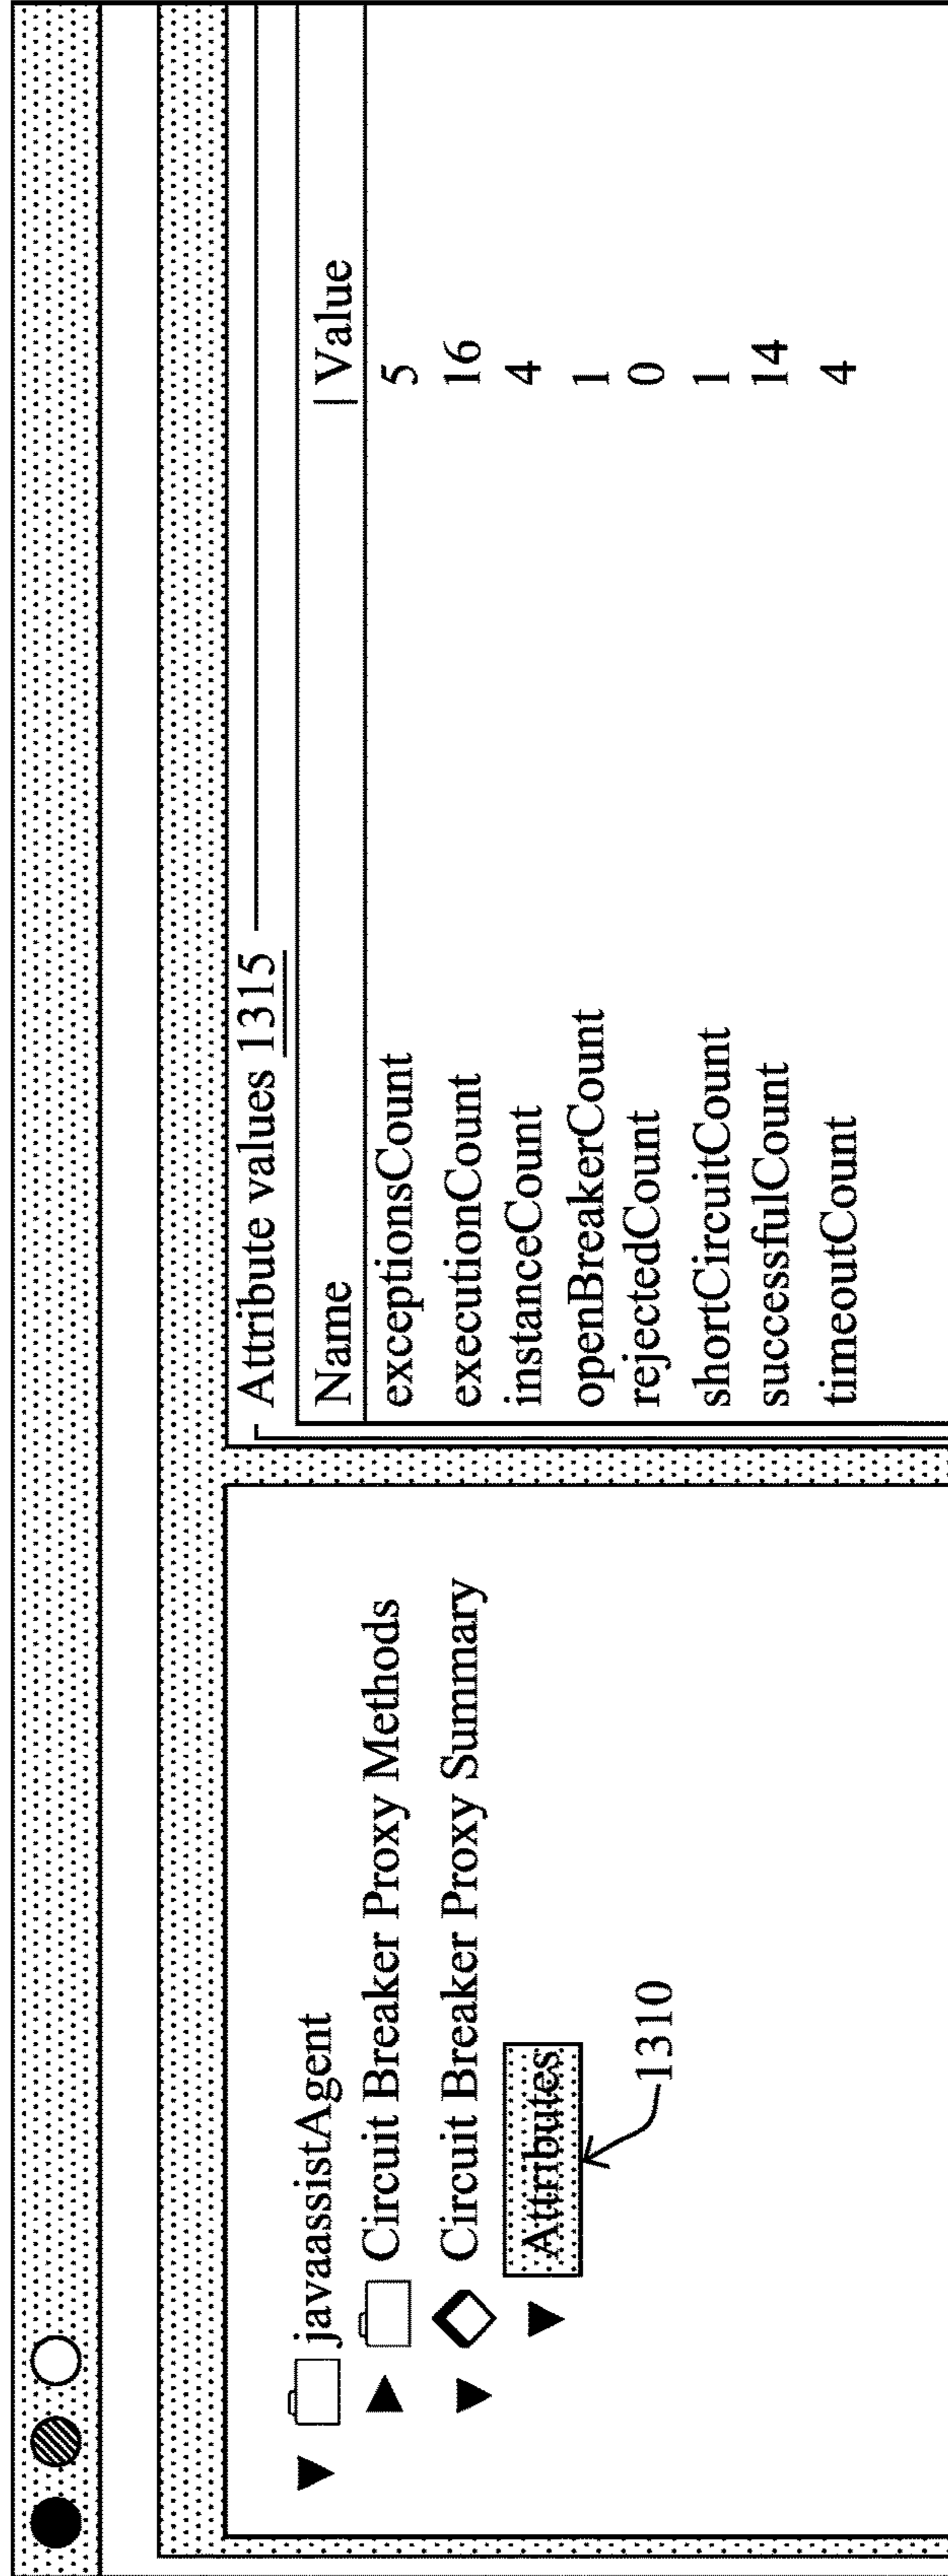 javaassistAgent
Circuit Breaker Proxy Methods
Circuit Breaker Proxy Summary
Attributes
1310
Attribute values 1315
Name | Value
exceptionsCount 5
executionCount 16
instanceCount 4
openBreakerCount 1
rejectedCount 0
shortCircuitCount 1
successfulCount 14
timeoutCount 4